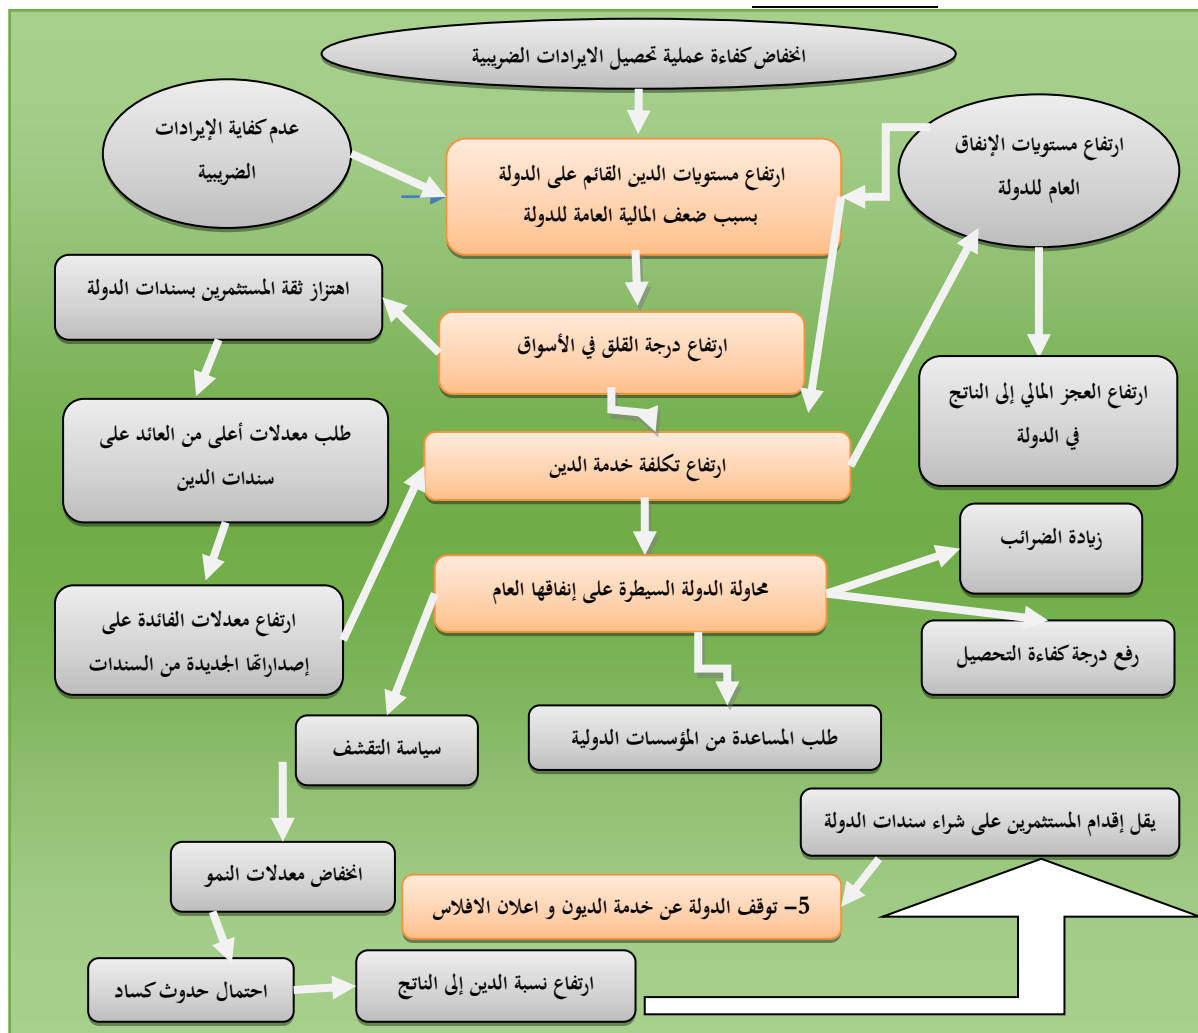 انخفاض كفاءة عملية تحصيل الايرادات الضريبية
ارتفاع مستويات الإنفاق
العام للدولة
ارتفاع مستويات الدين القائم على الدولة
بسبب ضعف المالية العامة للدولة
عدم كفاية الإيرادات
الضريبية
ارتفاع درجة القلق في الأسواق
اهتزاز ثقة المستثمرين بسندات الدولة
ارتفاع العجز المالي إلى الناتج
في الدولة
ارتفاع تكلفة خدمة الدين
طلب معدلات أعلى من العائد على
سندات الدين
زيادة الضرائب
محاولة الدولة السيطرة على إنفاقها العام
ارتفاع معدلات الفائدة على
إصداراتها الجديدة من السندات
رفع درجة كفاءة التحصيل
طلب المساعدة من المؤسسات الدولية
سياسة التقشف
يقل إقدام المستثمرين على شراء سندات الدولة
انخفاض معدلات النمو
5- توقف الدولة عن خدمة الديون و اعلان الافلاس
ارتفاع نسبة الدين إلى الناتج
احتمال حدوث كساد